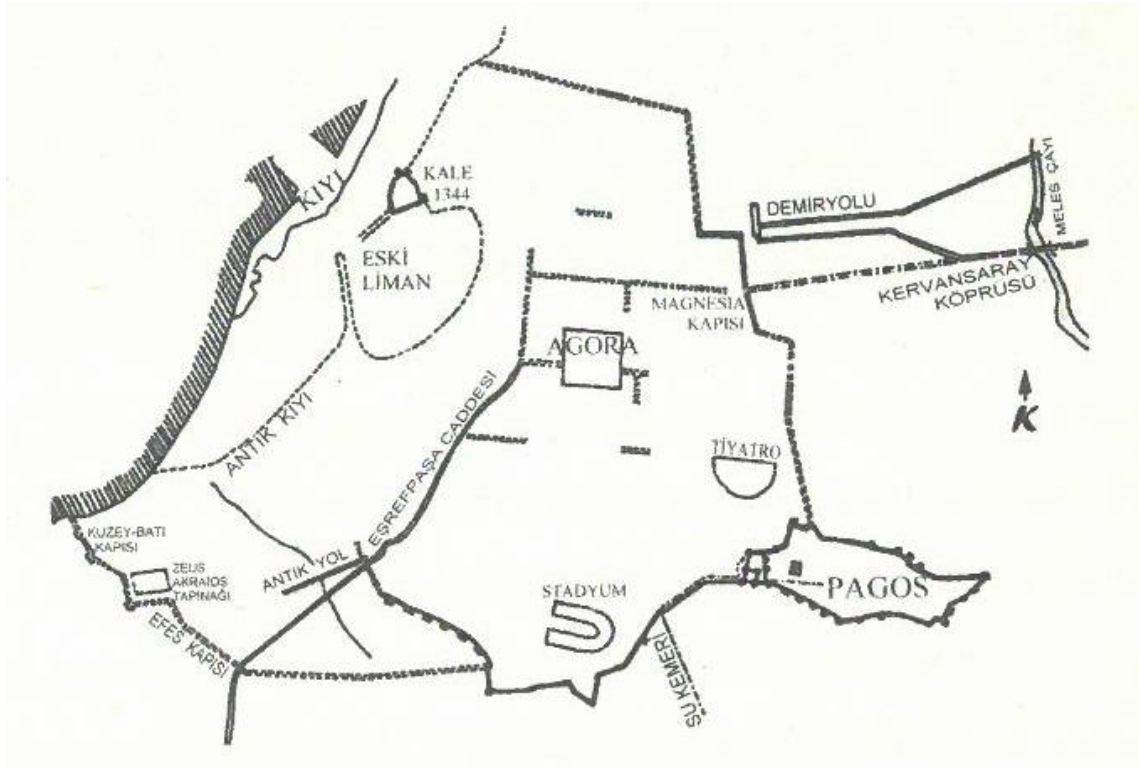 KALE
1344
KIYI
ESKİ
LİMAN
DEMİRYOLU
MELES ÇAYI
KERVANSARAY
KÖPRÜSÜ
MAGNESIA
KAPISI
AGORA
K
ANTİK KIYI
EŞREFPAŞA CADDESİ
TİYATRO
KUZEY-BATI
KAPISI
ZEUS
AKRAIOS
TAPINAĞI
ANTİK YOL
EFES KAPISI
STADYUM
PAGOS
SU KEMERİ